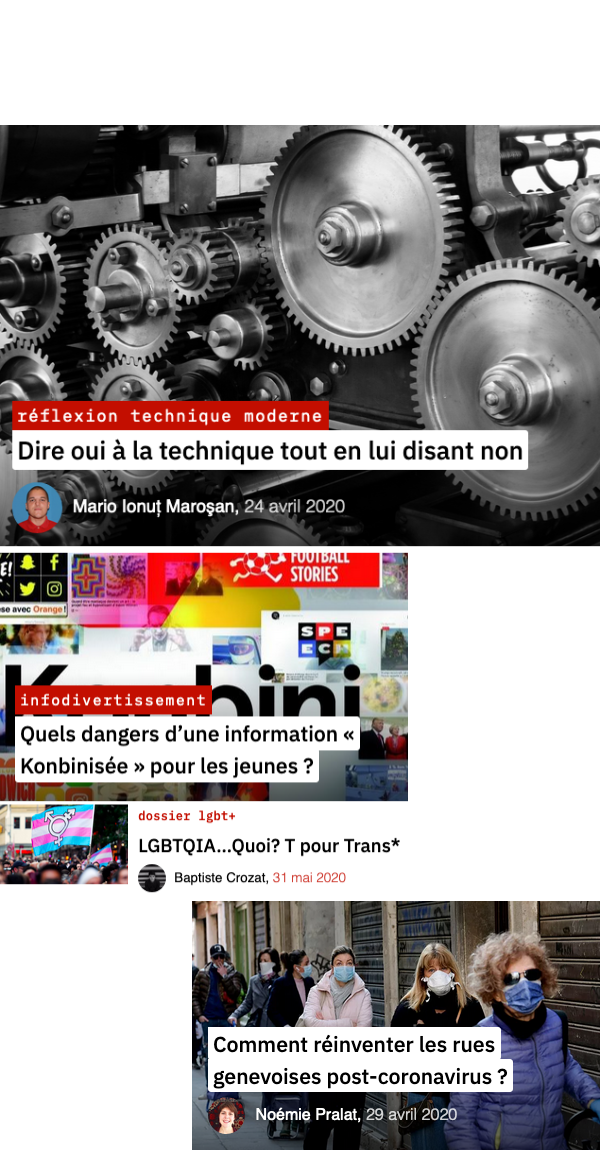 réflexion technique moderne
Dire oui à la technique tout en lui disant non
Mario Ionuț Maroșan, 24 avril 2020
FOOTBALL
STORIES
avec Orange!
SPE
ECH
Konbini
infodivertissement
Quels dangers d’une information «
Konbinisée » pour les jeunes ?
dossier lgbt+
LGBTQIA...Quoi? T pour Trans*
Baptiste Crozat, 31 mai 2020
Comment réinventer les rues
genevoises post-coronavirus ?
Noémie Pralat, 29 avril 2020